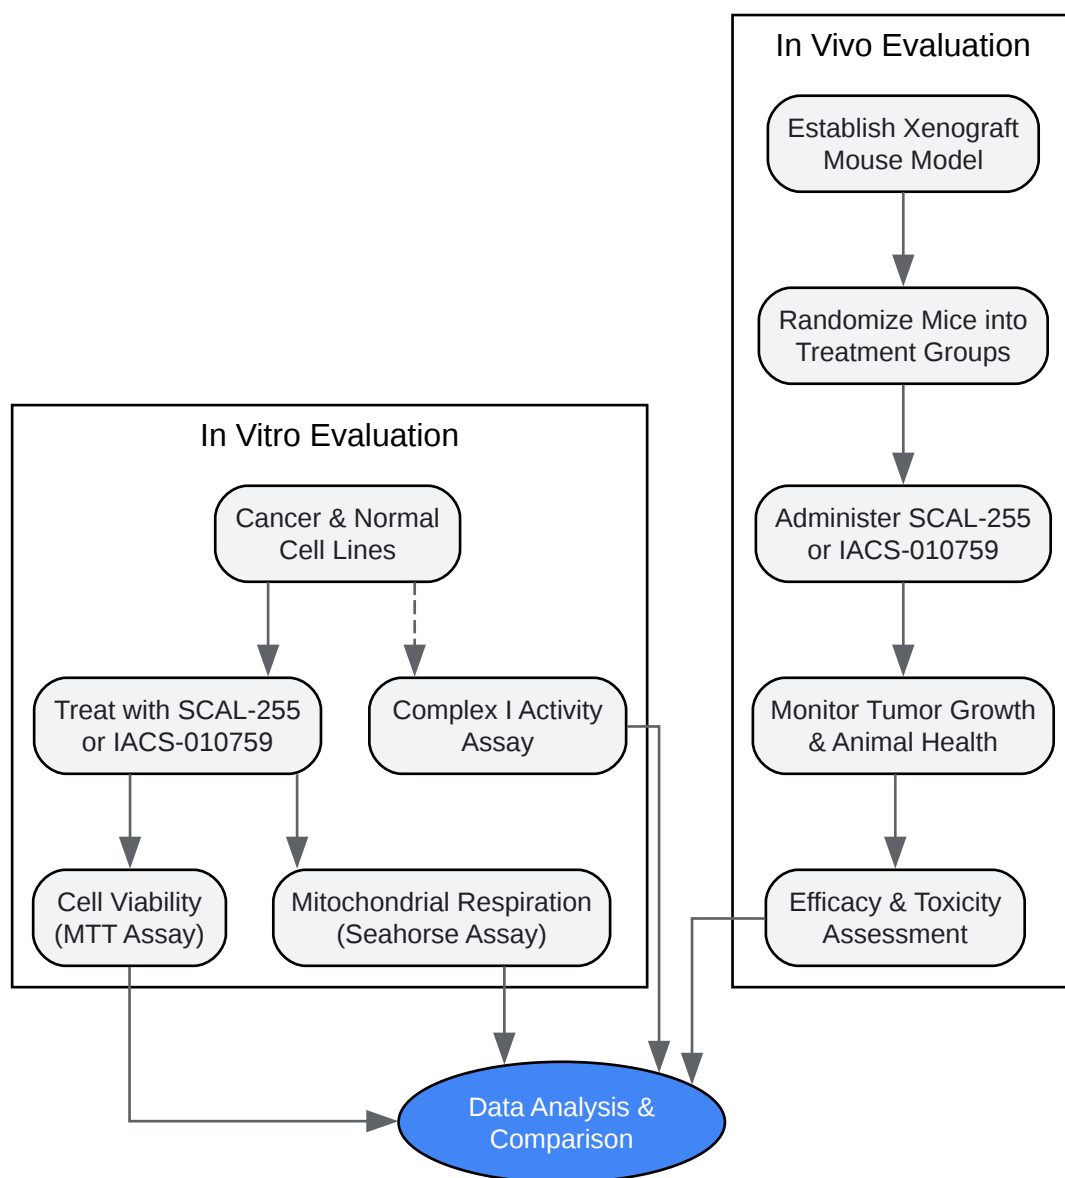 In Vivo Evaluation
Establish Xenograft
Mouse Model
Randomize Mice into
Treatment Groups
Administer SCAL-255
or IACS-010759
Monitor Tumor Growth
& Animal Health
Efficacy & Toxicity
Assessment
In Vitro Evaluation
Cancer & Normal
Cell Lines
Treat with SCAL-255
or IACS-010759
Complex I Activity
Assay
Cell Viability
(MTT Assay)
Mitochondrial Respiration
(Seahorse Assay)
Data Analysis &
Comparison